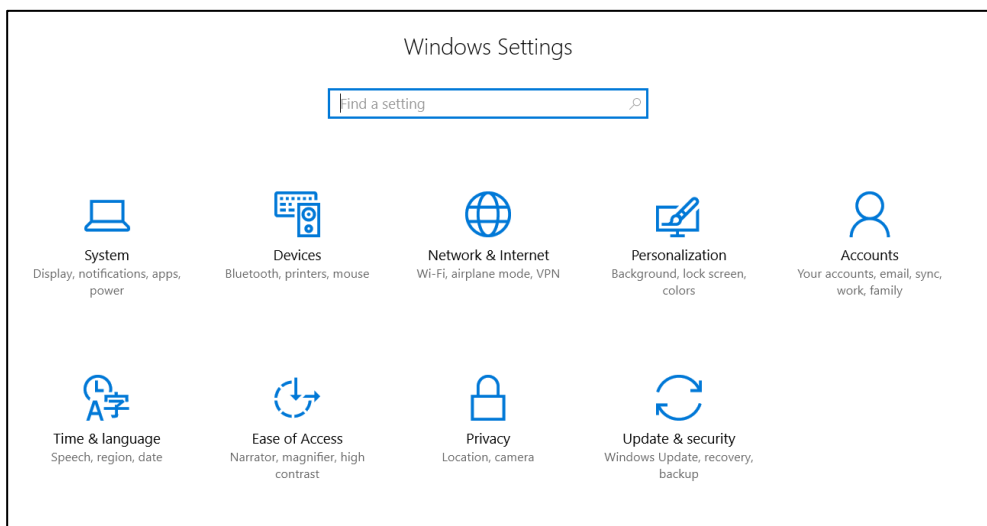 Windows Settings
Find a setting
System
Display, notifications, apps,
power
Devices
Bluetooth, printers, mouse
Network & Internet
Wi-Fi, airplane mode, VPN
Personalization
Background, lock screen,
colors
Accounts
Your accounts, email, sync,
work, family
A字
Time & language
Speech, region, date
Ease of Access
Narrator, magnifier, high
contrast
Privacy
Location, camera
Update & security
Windows Update, recovery,
backup